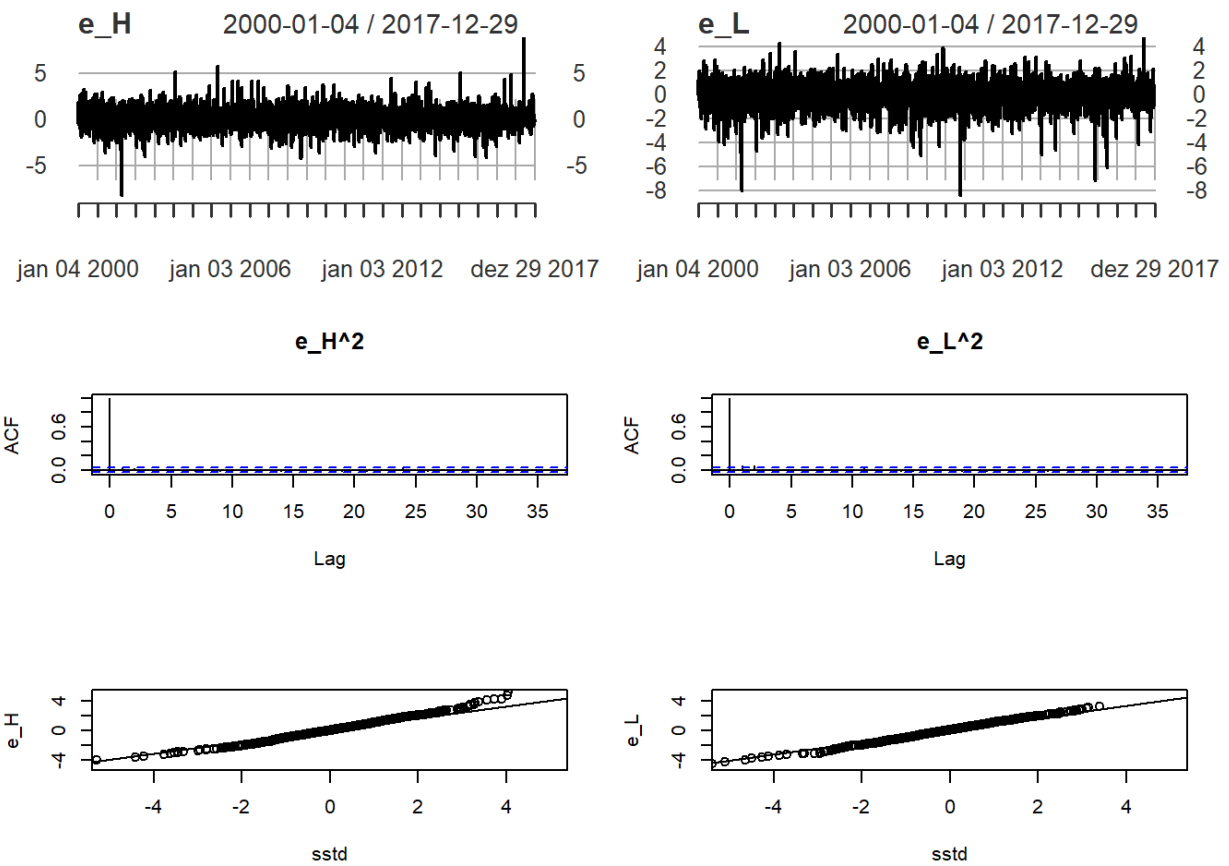 e_H 2000-01-04 / 2017-12-29 e_L 2000-01-04 / 2017-12-29
4 4
5 5 2 2
0 0 0 0
-2 -2
-5 -5 -4 -4
-6 -6
-8 -8
jan 04 2000 jan 03 2006 jan 03 2012 dez 29 2017 jan 04 2000 jan 03 2006 jan 03 2012 dez 29 2017
e_H^2 e_L^2
ACF 0.0 0.6 ACF 0.0 0.6
0 5 10 15 20 25 30 35 0 5 10 15 20 25 30 35
Lag Lag
e_H -4 0 4 e_L -4 0 4
-4 -2 0 2 4 -4 -2 0 2 4
sstd sstd